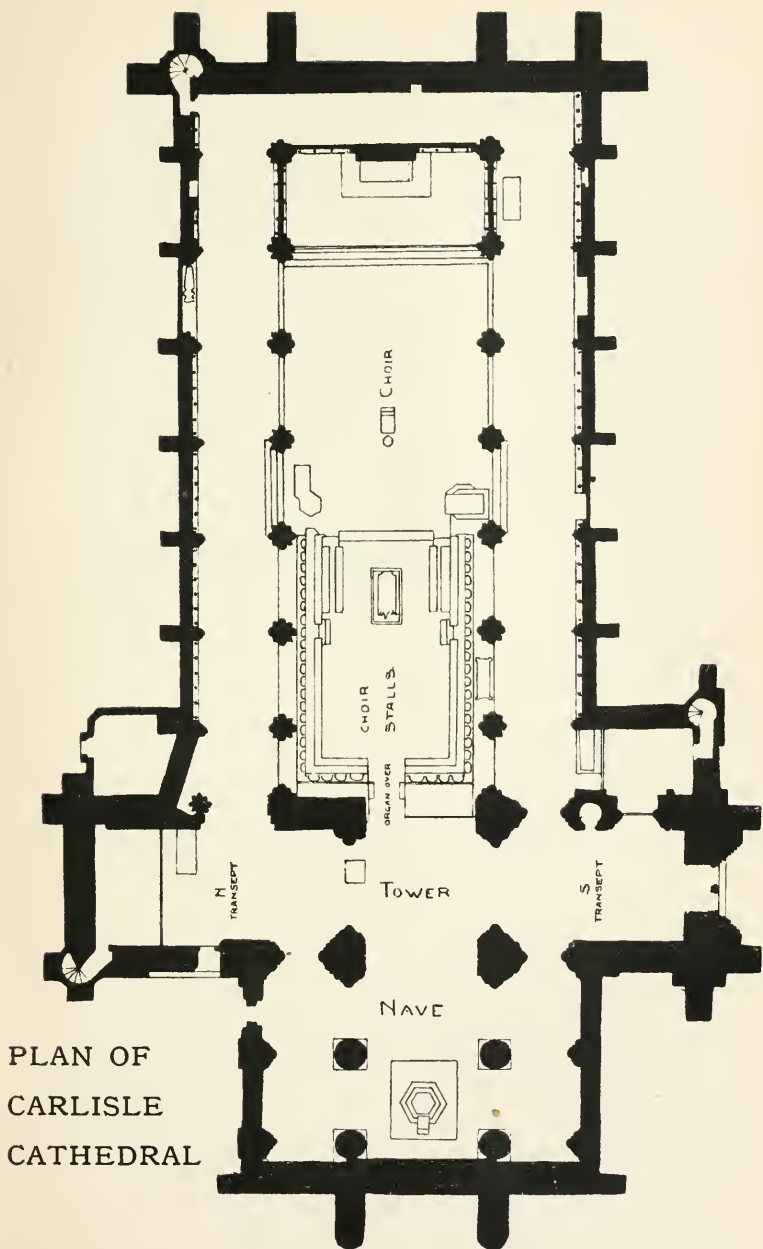 CHOIR
CHOIR
STALLS
ORGAN OVER
N
TRANSEPT
TOWER
S
TRANSEPT
NAVE
PLAN OF
CARLISLE
CATHEDRAL